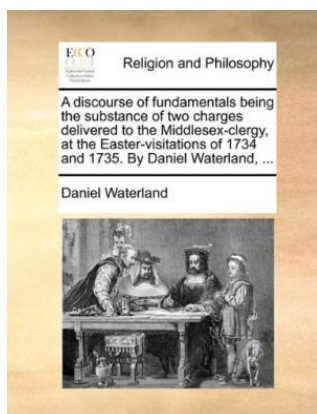 ECCO
Religion and Philosophy
A discourse of fundamentals being
the substance of two charges
delivered to the Middlesex-clergy,
at the Easter-visitations of 1734
and 1735. By Daniel Waterland, ...
Daniel Waterland